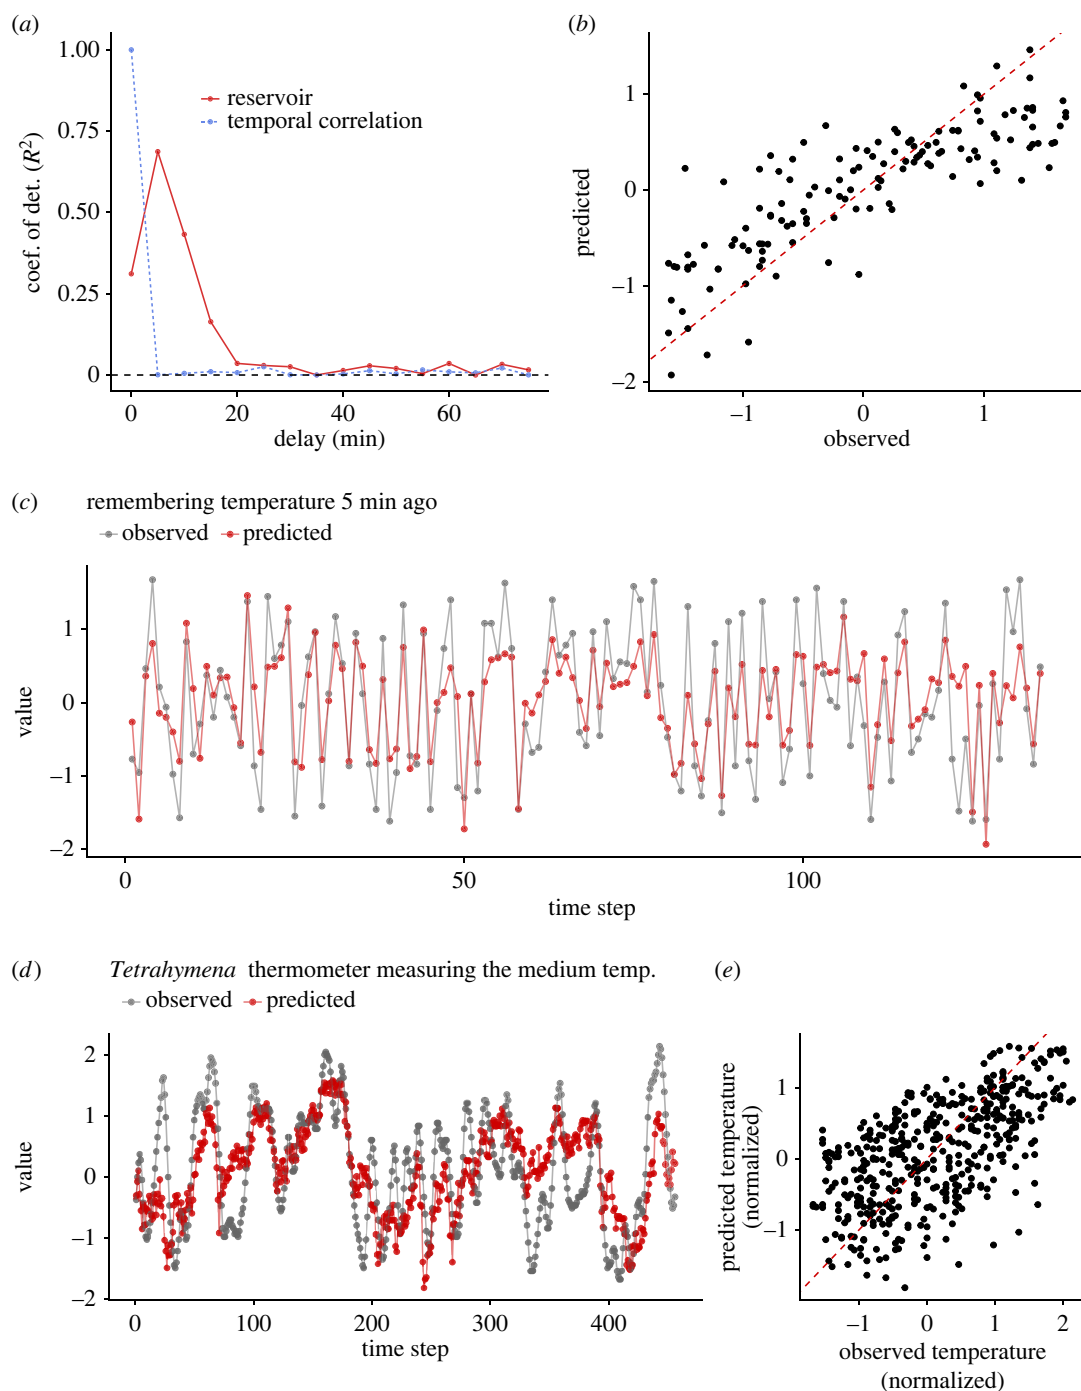 (a)
1.00
0.75
0.50
0.25
0
coef. of det. (R²)
reservoir
temporal correlation
0 20 40 60
delay (min)
(b)
1
0
−1
−2
predicted
−1 0 1
observed
(c) remembering temperature 5 min ago
observed predicted
1
0
−1
−2
value
0 50 100
time step
(d) Tetrahymena thermometer measuring the medium temp.
observed predicted
2
1
0
−1
−2
value
0 100 200 300 400
time step
(e)
1
0
−1
predicted temperature
(normalized)
−1 0 1 2
observed temperature
(normalized)